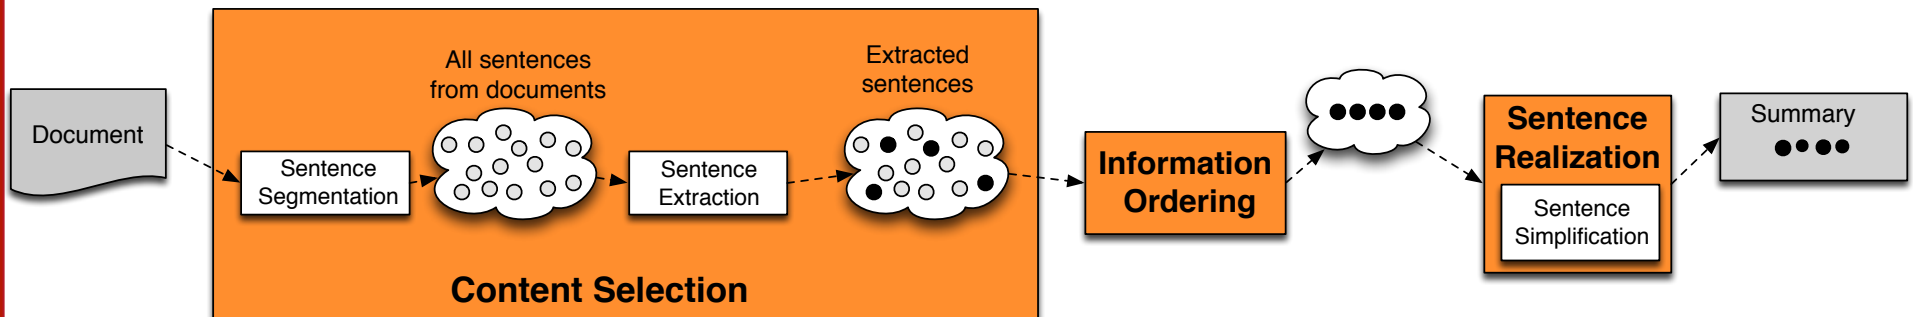 Document
Sentence
Segmentation
All sentences
from documents
Sentence
Extraction
Extracted
sentences
Content Selection
Information
Ordering
Sentence
Realization
Sentence
Simplification
Summary